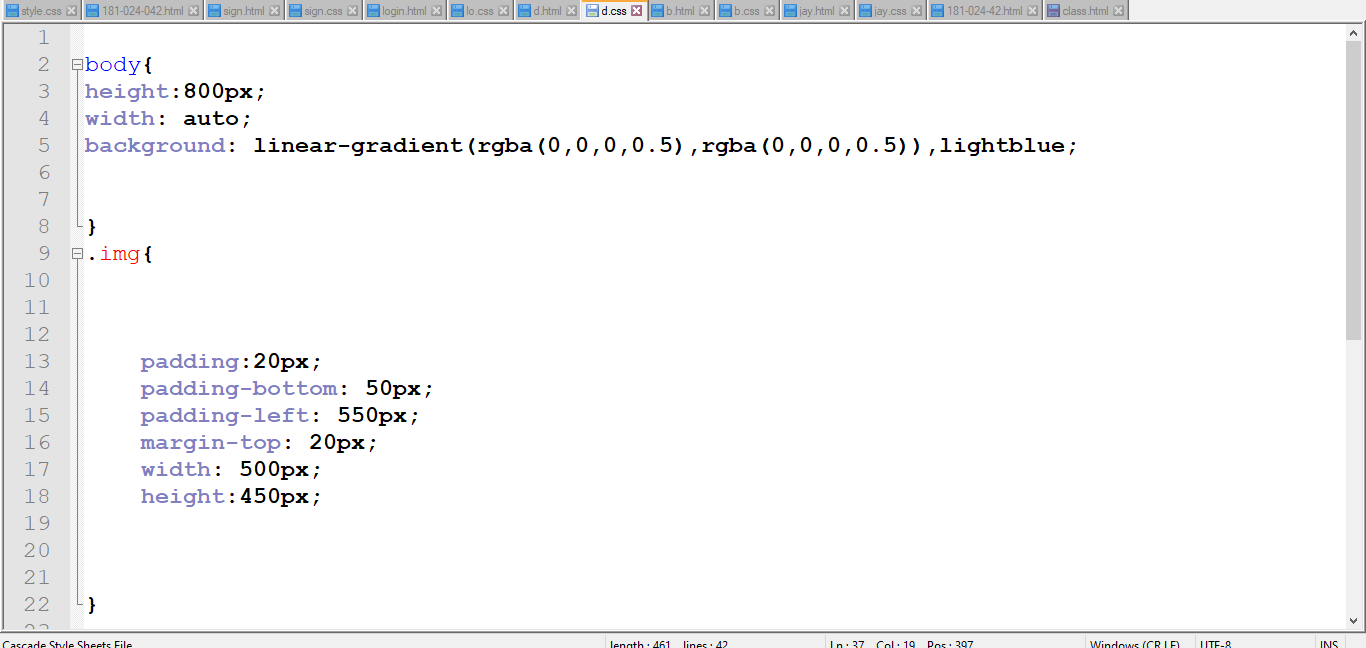 style.css 181-024-042.html sign.html sign.css login.html lo.css d.html d.css b.html b.css jay.html jay.css 181-024-42.html class.html
1
2 body{
3 height:800px;
4 width: auto;
5 background: linear-gradient(rgba(0,0,0,0.5),rgba(0,0,0,0.5)),lightblue;
6
7
8 }
9 .img{
10
11
12
13 padding:20px;
14 padding-bottom: 50px;
15 padding-left: 550px;
16 margin-top: 20px;
17 width: 500px;
18 height:450px;
19
20
21
22 }
23
Cascade Style Sheets File length : 461 lines : 42 Ln : 37 Col : 19 Pos : 397 Windows (CR LF) UTF-8 INS